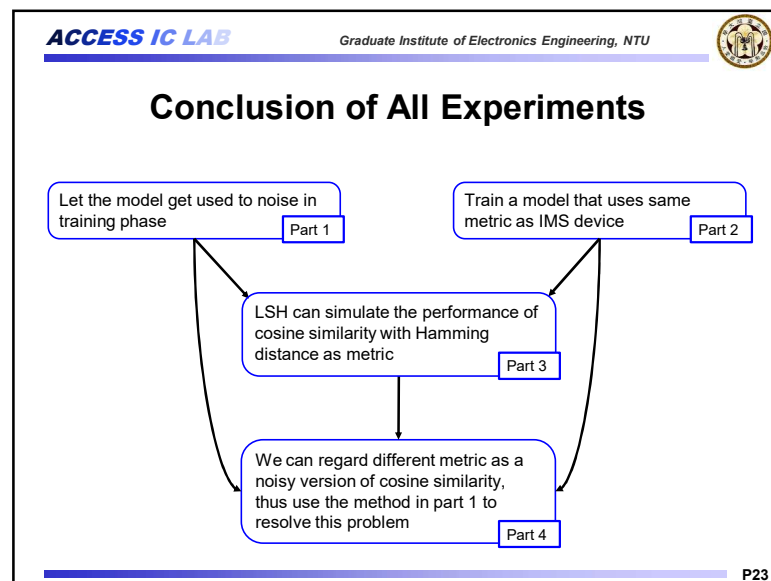 ACCESS IC LAB
Graduate Institute of Electronics Engineering, NTU
Conclusion of All Experiments
Let the model get used to noise in
training phase
Part 1
Train a model that uses same
metric as IMS device
Part 2
LSH can simulate the performance of
cosine similarity with Hamming
distance as metric
Part 3
We can regard different metric as a
noisy version of cosine similarity,
thus use the method in part 1 to
resolve this problem
Part 4
P23